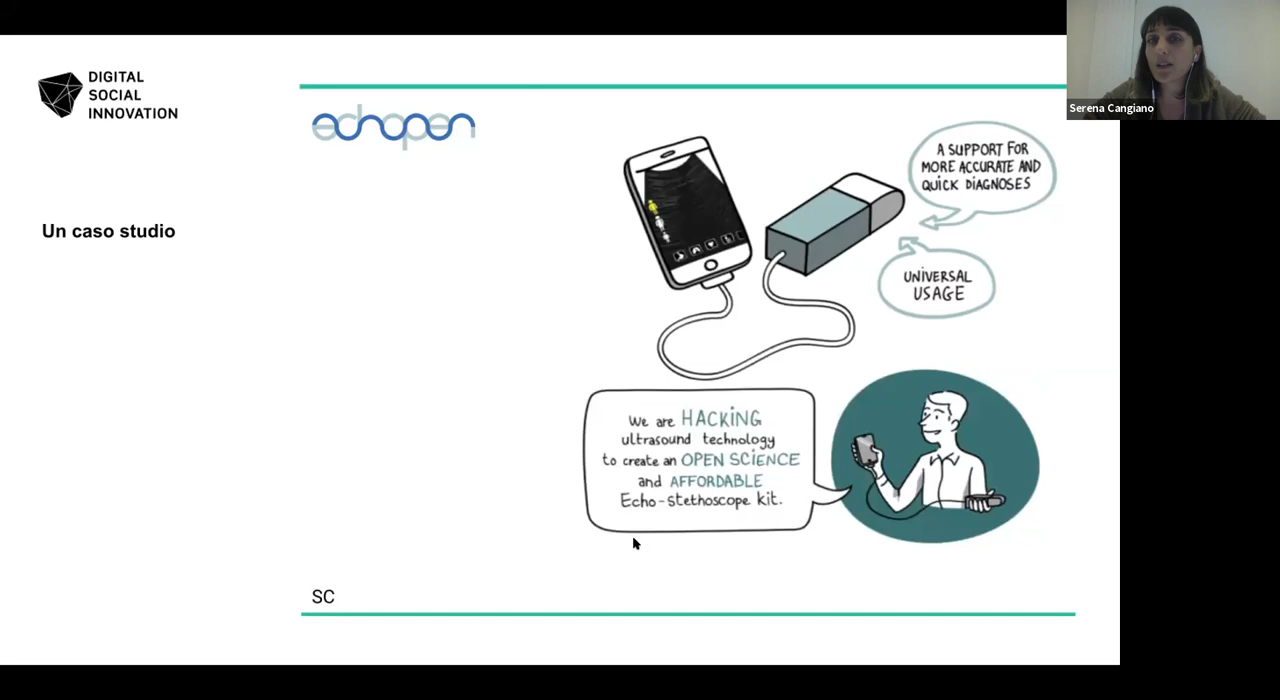 DIGITAL
SOCIAL
INNOVATION
echopen
Un caso studio
A SUPPORT FOR
MORE ACCURATE AND
QUICK DIAGNOSES
UNIVERSAL
USAGE
We are HACKING
ultrasound technology
to create an OPEN SCIENCE
and AFFORDABLE
Echo-stethoscope kit.
SC
Serena Cangiano